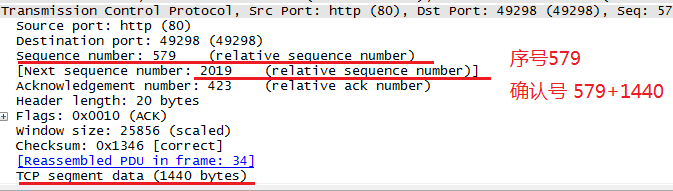 Transmission Control Protocol, Src Port: http (80), Dst Port: 49298 (49298), Seq: 57
Source port: http (80)
Destination port: 49298 (49298)
Sequence number: 579 (relative sequence number)
序号579
[Next sequence number: 2019 (relative sequence number)]
确认号 579+1440
Acknowledgement number: 423 (relative ack number)
Header length: 20 bytes
Flags: 0x0010 (ACK)
Window size: 25856 (scaled)
Checksum: 0x1346 [correct]
[Reassembled PDU in frame: 34]
TCP segment data (1440 bytes)